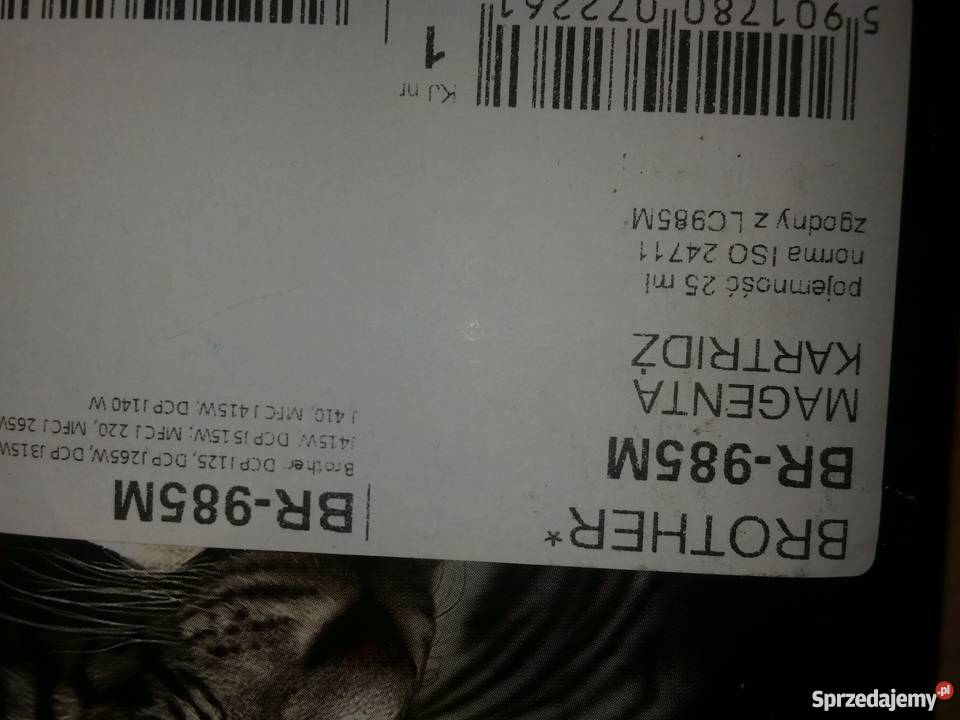 BROTHER*
BR-985M
MAGENTA
KARTRIDŻ
pojemność 25 ml
norma ISO 24711
zgodny z LC985M
5 901780 072261
KJ nr
1
BR-985M
Brother: DCP J125, DCP J265W, DCP J315W
J415W, DCP J515W; MFC J 220, MFC J 265W
J 410, MFC J 415W; DCP J140 W
Sprzedajemy.pl